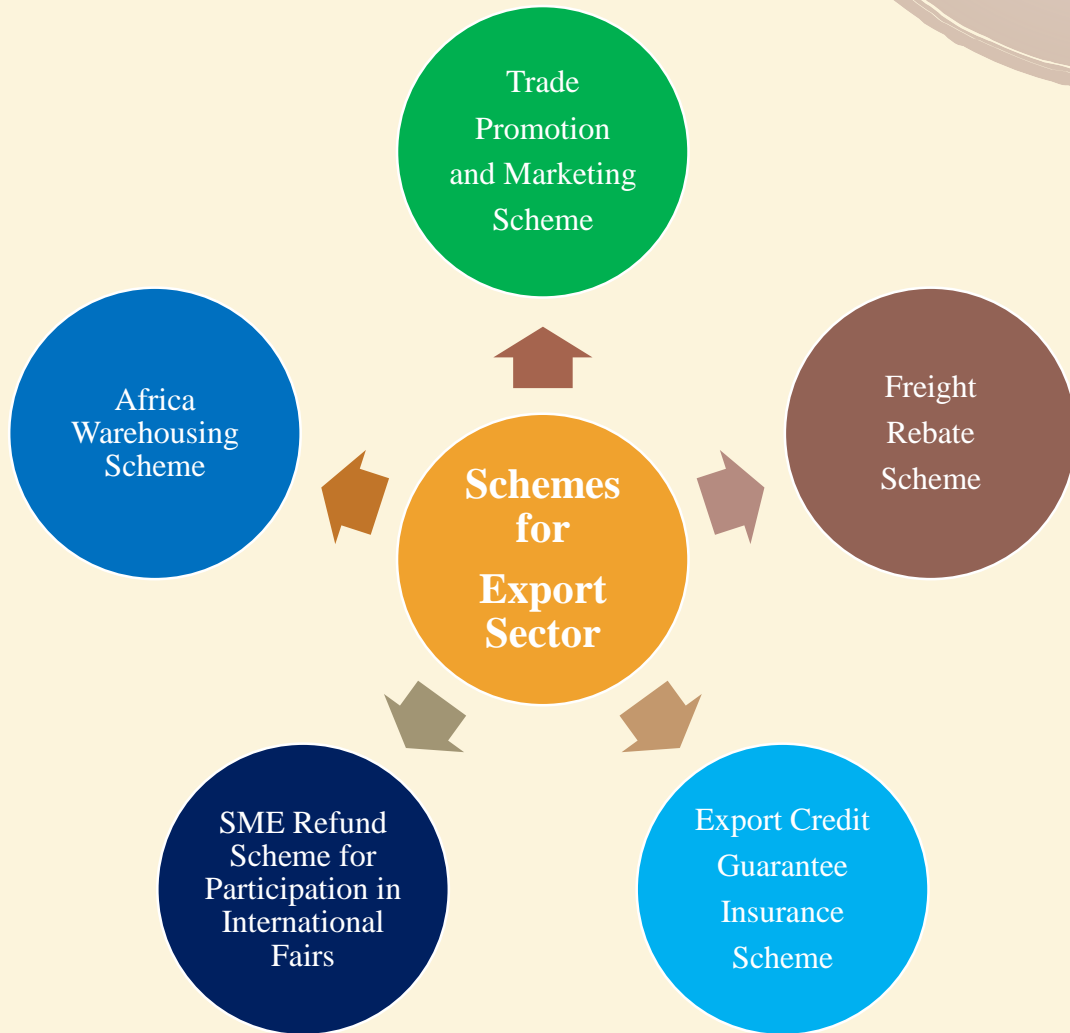 Trade
Promotion
and Marketing
Scheme
Africa
Warehousing
Scheme
Freight
Rebate
Scheme
Schemes
for
Export
Sector
SME Refund
Scheme for
Participation in
International
Fairs
Export Credit
Guarantee
Insurance
Scheme